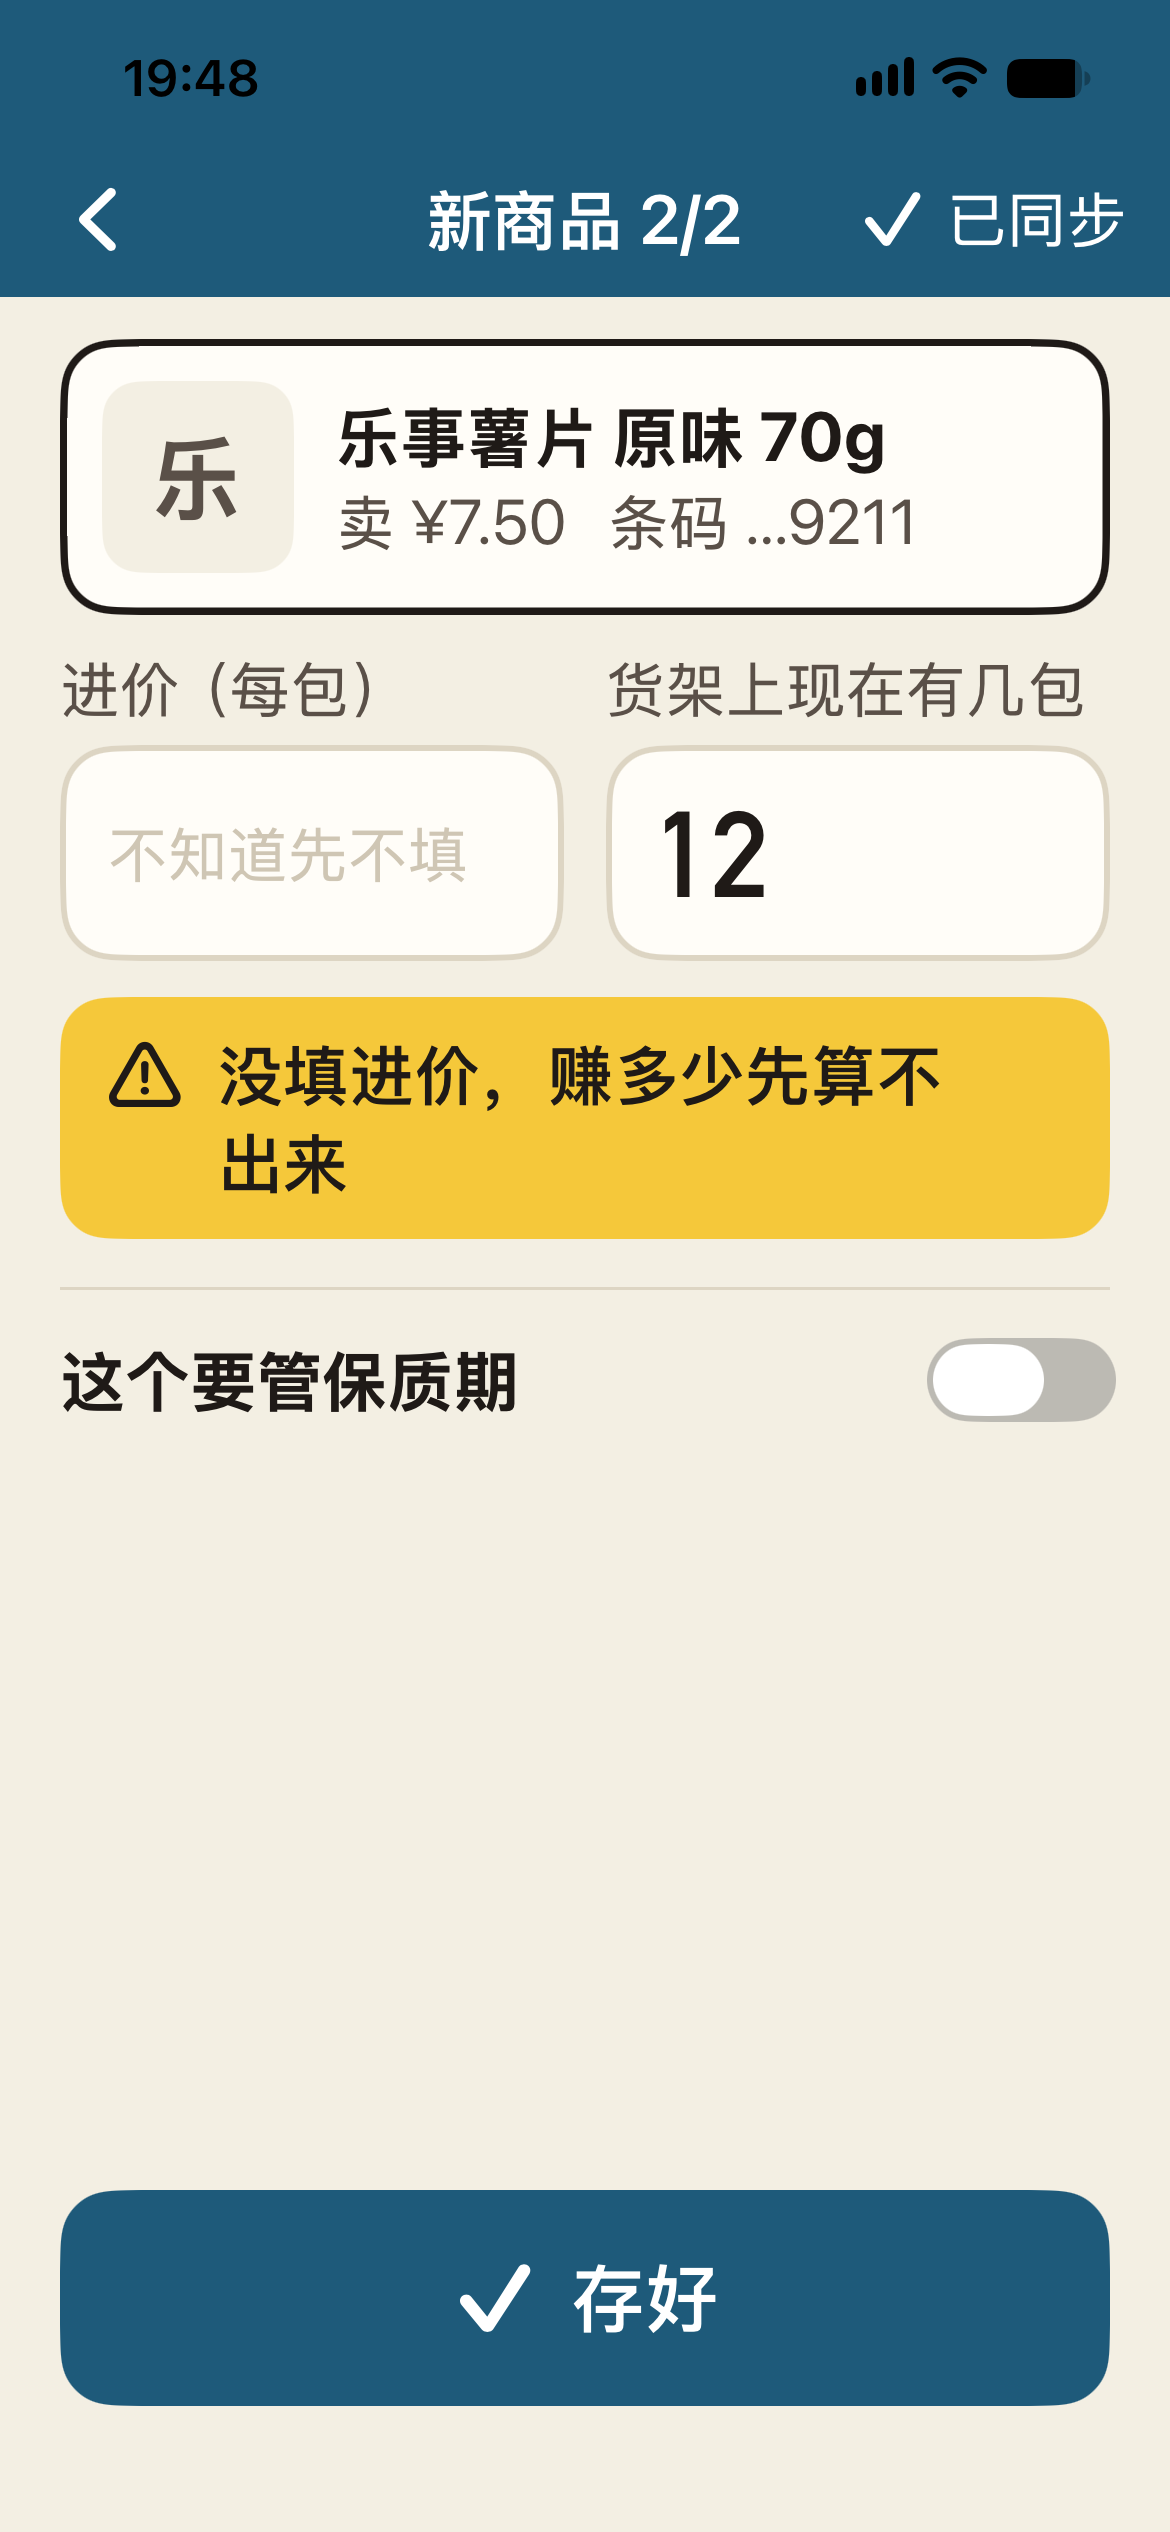 19:48
新商品 2/2
已同步
乐
乐事薯片 原味 70g
卖 ¥7.50 条码 ...9211
进价（每包）
货架上现在有几包
不知道先不填
12
没填进价，赚多少先算不
出来
这个要管保质期
存好